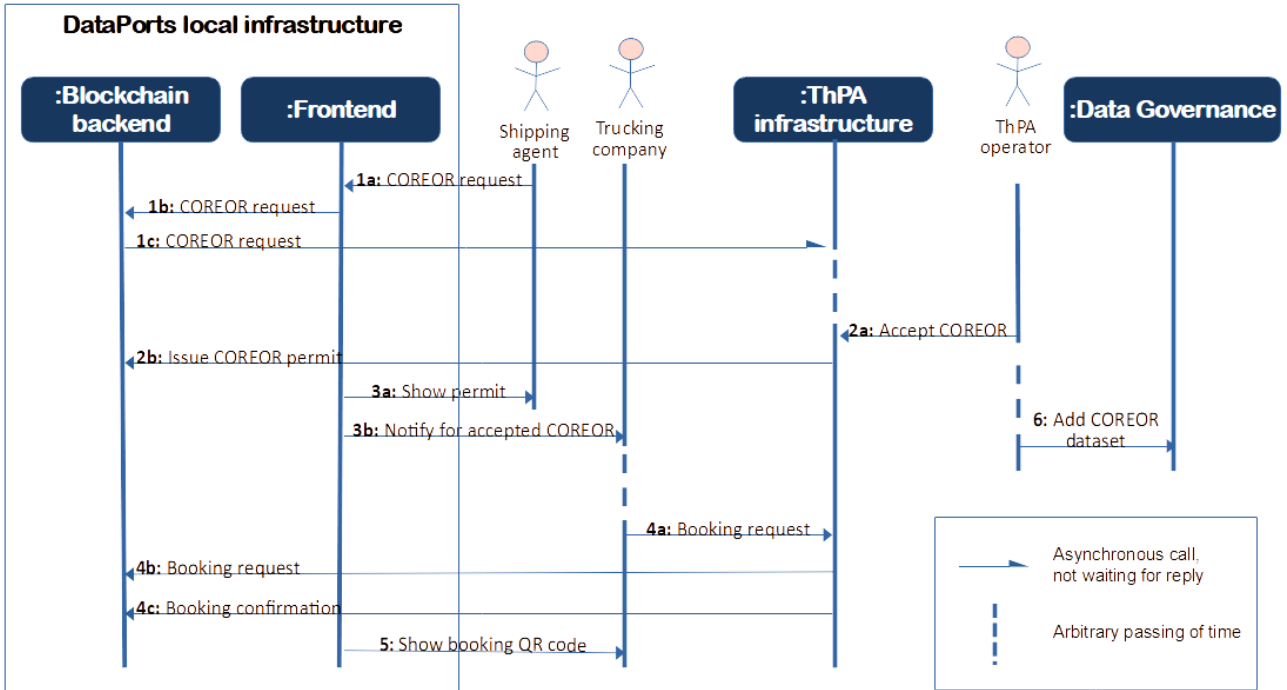 DataPorts local infrastructure
:Blockchain
backend
:Frontend
Shipping
agent
Trucking
company
:ThPA
infrastructure
ThPA
operator
:Data Governance
1a: COREOR request
1b: COREOR request
1c: COREOR request
2a: Accept COREOR
2b: Issue COREOR permit
3a: Show permit
3b: Notify for accepted COREOR
6: Add COREOR
dataset
4a: Booking request
4b: Booking request
4c: Booking confirmation
5: Show booking QR code
Asynchronous call,
not waiting for reply
Arbitrary passing of time